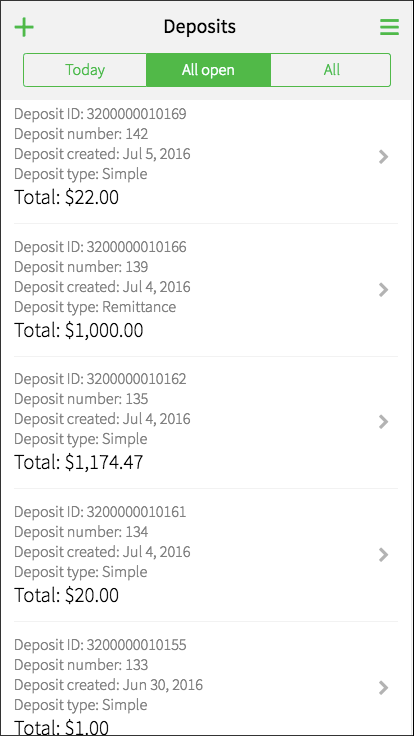 Deposits
Today
All open
All
Deposit ID: 3200000010169
Deposit number: 142
Deposit created: Jul 5, 2016
Deposit type: Simple
Total: $22.00
Deposit ID: 3200000010166
Deposit number: 139
Deposit created: Jul 4, 2016
Deposit type: Remittance
Total: $1,000.00
Deposit ID: 3200000010162
Deposit number: 135
Deposit created: Jul 4, 2016
Deposit type: Simple
Total: $1,174.47
Deposit ID: 3200000010161
Deposit number: 134
Deposit created: Jul 4, 2016
Deposit type: Simple
Total: $20.00
Deposit ID: 3200000010155
Deposit number: 133
Deposit created: Jun 30, 2016
Deposit type: Simple
Total: $1.00